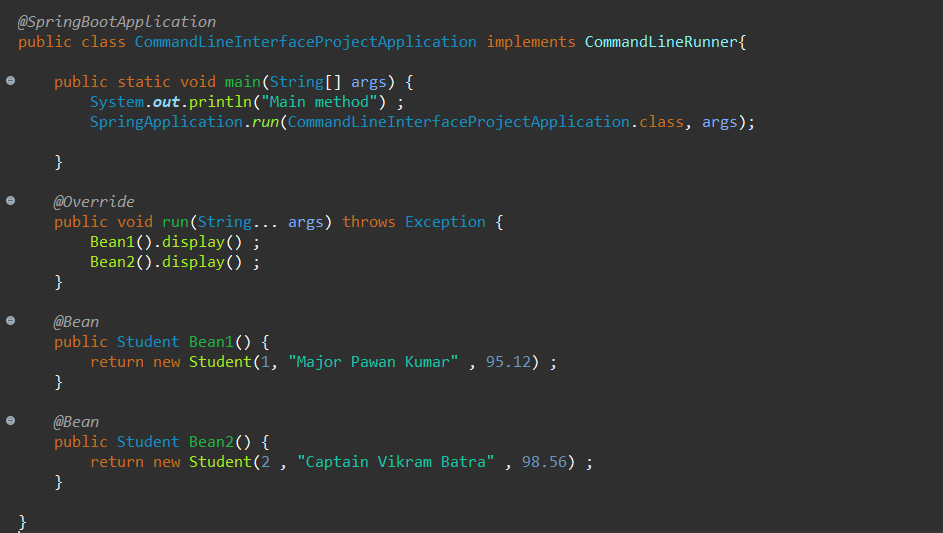 @SpringBootApplication
public class CommandLineInterfaceProjectApplication implements CommandLineRunner{
public static void main(String[] args) {
System.out.println("Main method") ;
SpringApplication.run(CommandLineInterfaceProjectApplication.class, args);
}
@Override
public void run(String... args) throws Exception {
Bean1().display() ;
Bean2().display() ;
}
@Bean
public Student Bean1() {
return new Student(1, "Major Pawan Kumar" , 95.12) ;
}
@Bean
public Student Bean2() {
return new Student(2 , "Captain Vikram Batra" , 98.56) ;
}
}